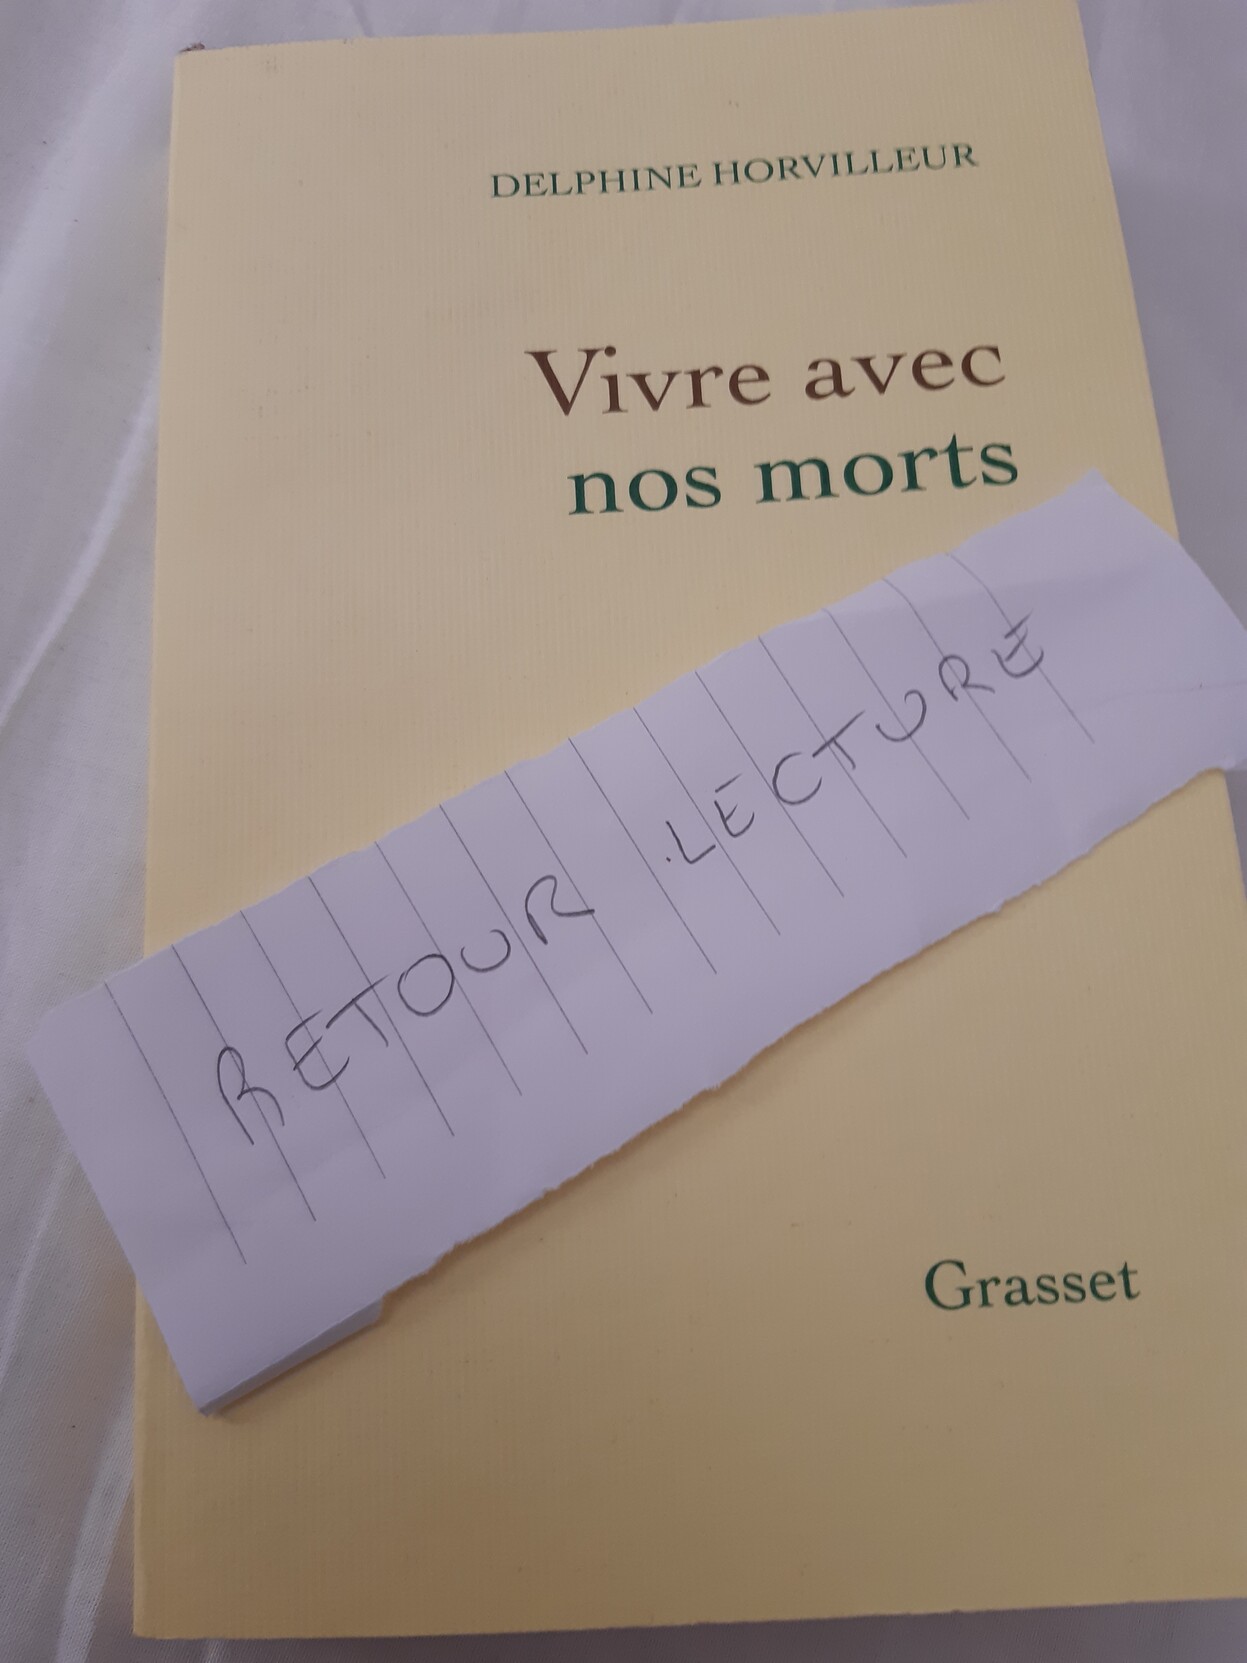 DELPHINE HORVILLEUR
Vivre avec
nos morts
RETOUR LECTURE
Grasset